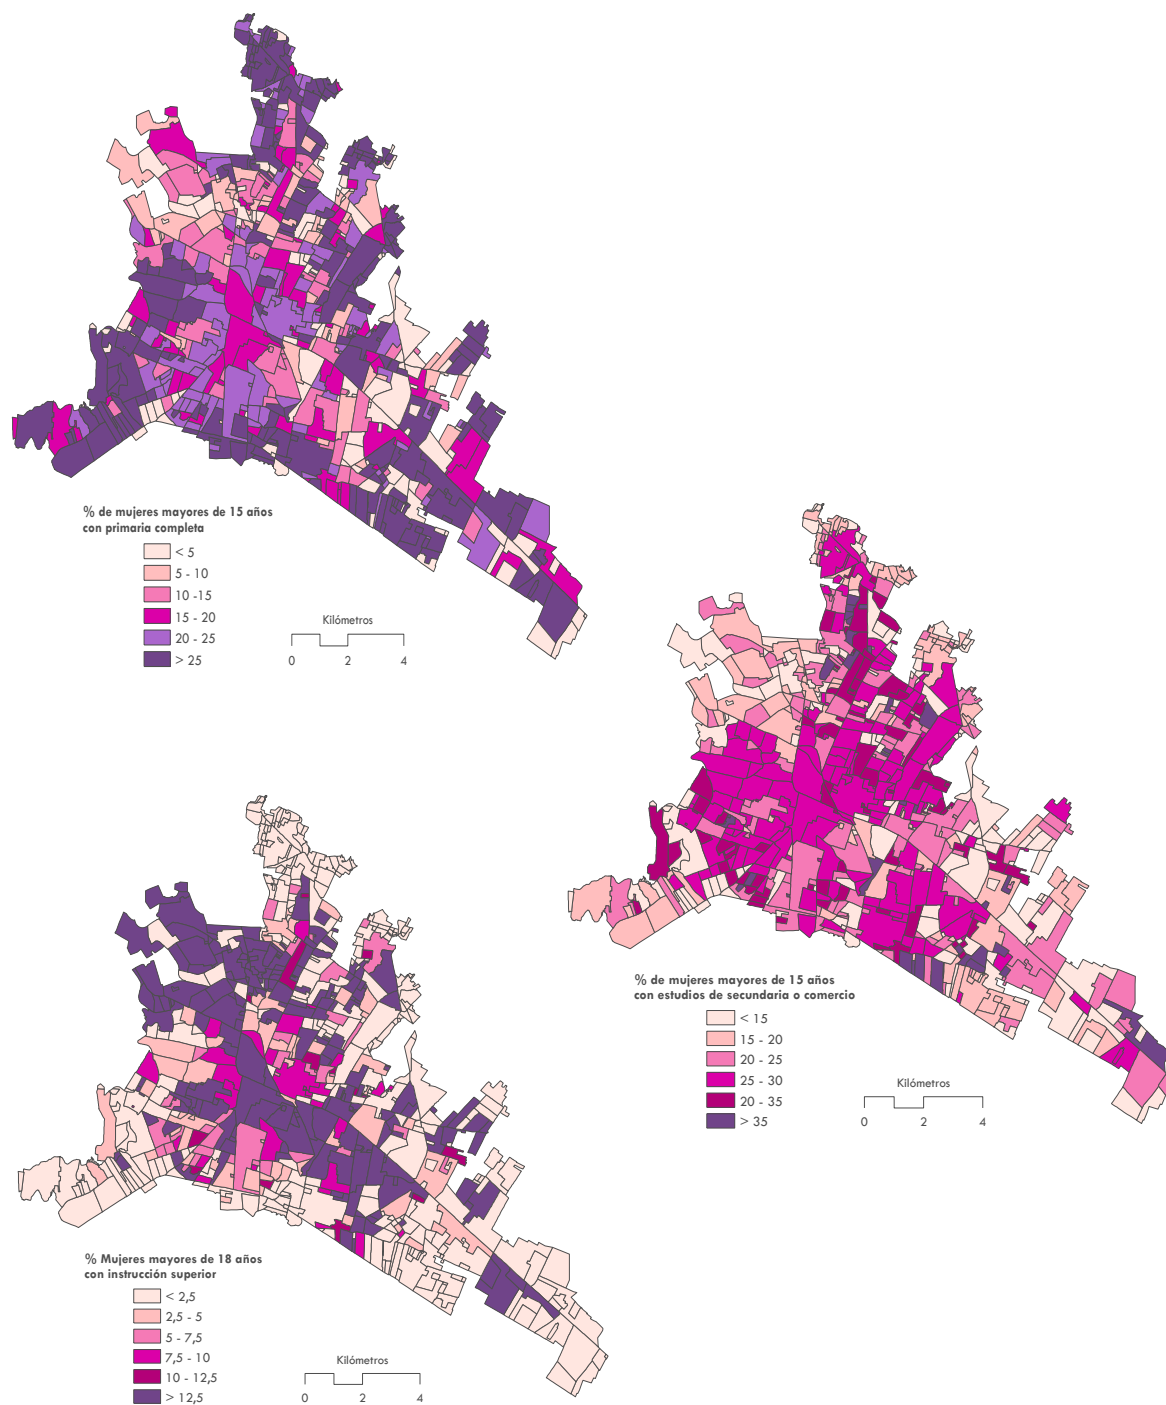 % de mujeres mayores de 15 años
con primaria completa
< 5
5 - 10
10 -15
15 - 20
20 - 25
> 25
Kilómetros
0 2 4
% de mujeres mayores de 15 años
con estudios de secundaria o comercio
< 15
15 - 20
20 - 25
25 - 30
20 - 35
> 35
Kilómetros
0 2 4
% Mujeres mayores de 18 años
con instrucción superior
< 2,5
2,5 - 5
5 - 7,5
7,5 - 10
10 - 12,5
> 12,5
Kilómetros
0 2 4